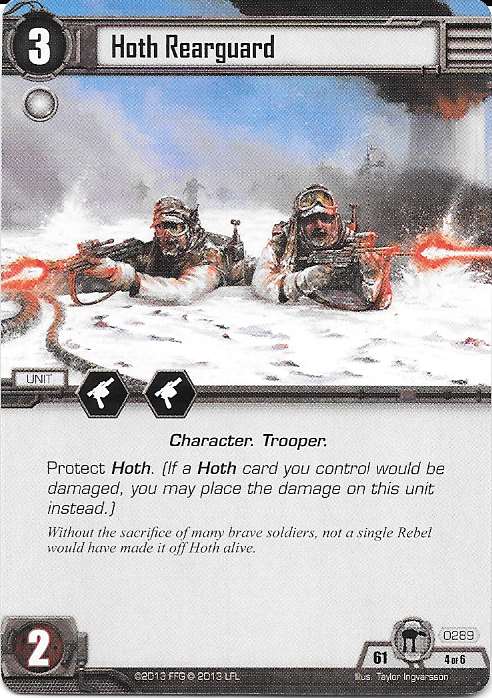 3
Hoth Rearguard
UNIT
Character. Trooper.
Protect Hoth. (If a Hoth card you control would be
damaged, you may place the damage on this unit
instead.)
Without the sacrifice of many brave soldiers, not a single Rebel
would have made it off Hoth alive.
2
61
0289
4 OF 6
©2013 FFG © 2013 LFL
Illus. Taylor Ingvarsson